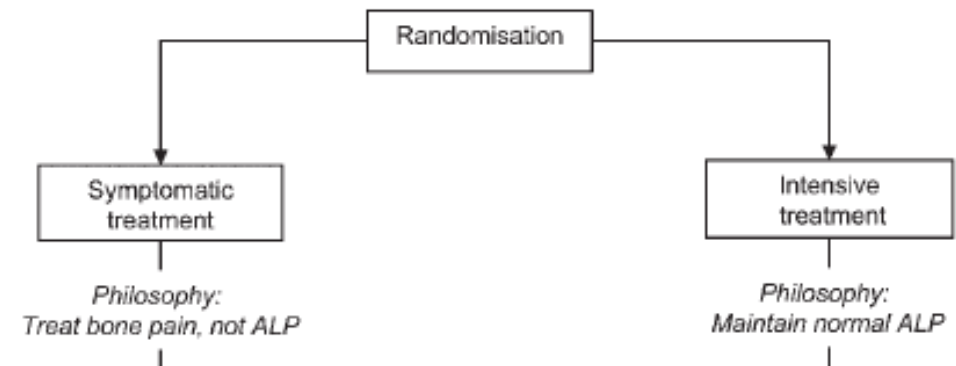 Randomisation
Symptomatic
treatment
Philosophy:
Treat bone pain, not ALP
Intensive
treatment
Philosophy:
Maintain normal ALP